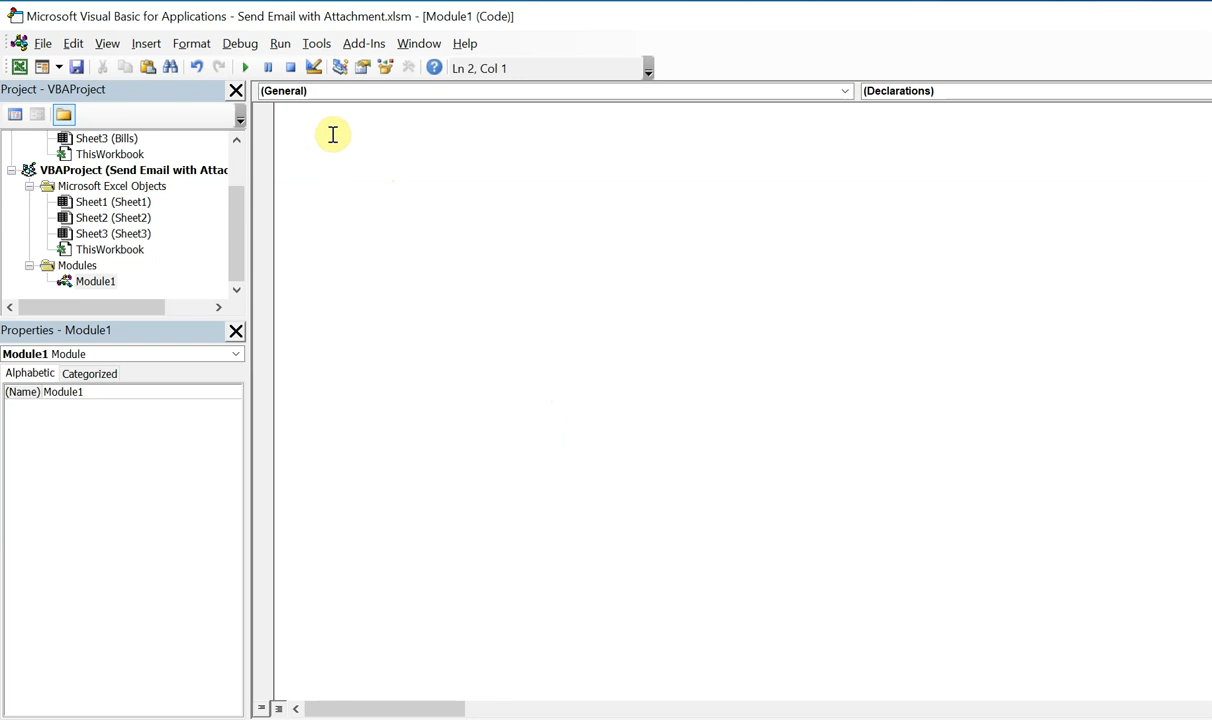 Microsoft Visual Basic for Applications - Send Email with Attachment.xlsm - [Module1 (Code)]
File Edit View Insert Format Debug Run Tools Add-Ins Window Help
Ln 2, Col 1
Project - VBAProject
(General) (Declarations)
Sheet3 (Bills)
ThisWorkbook
VBAProject (Send Email with Attac
Microsoft Excel Objects
Sheet1 (Sheet1)
Sheet2 (Sheet2)
Sheet3 (Sheet3)
ThisWorkbook
Modules
Module1
Properties - Module1
Module1 Module
Alphabetic Categorized
(Name) Module1